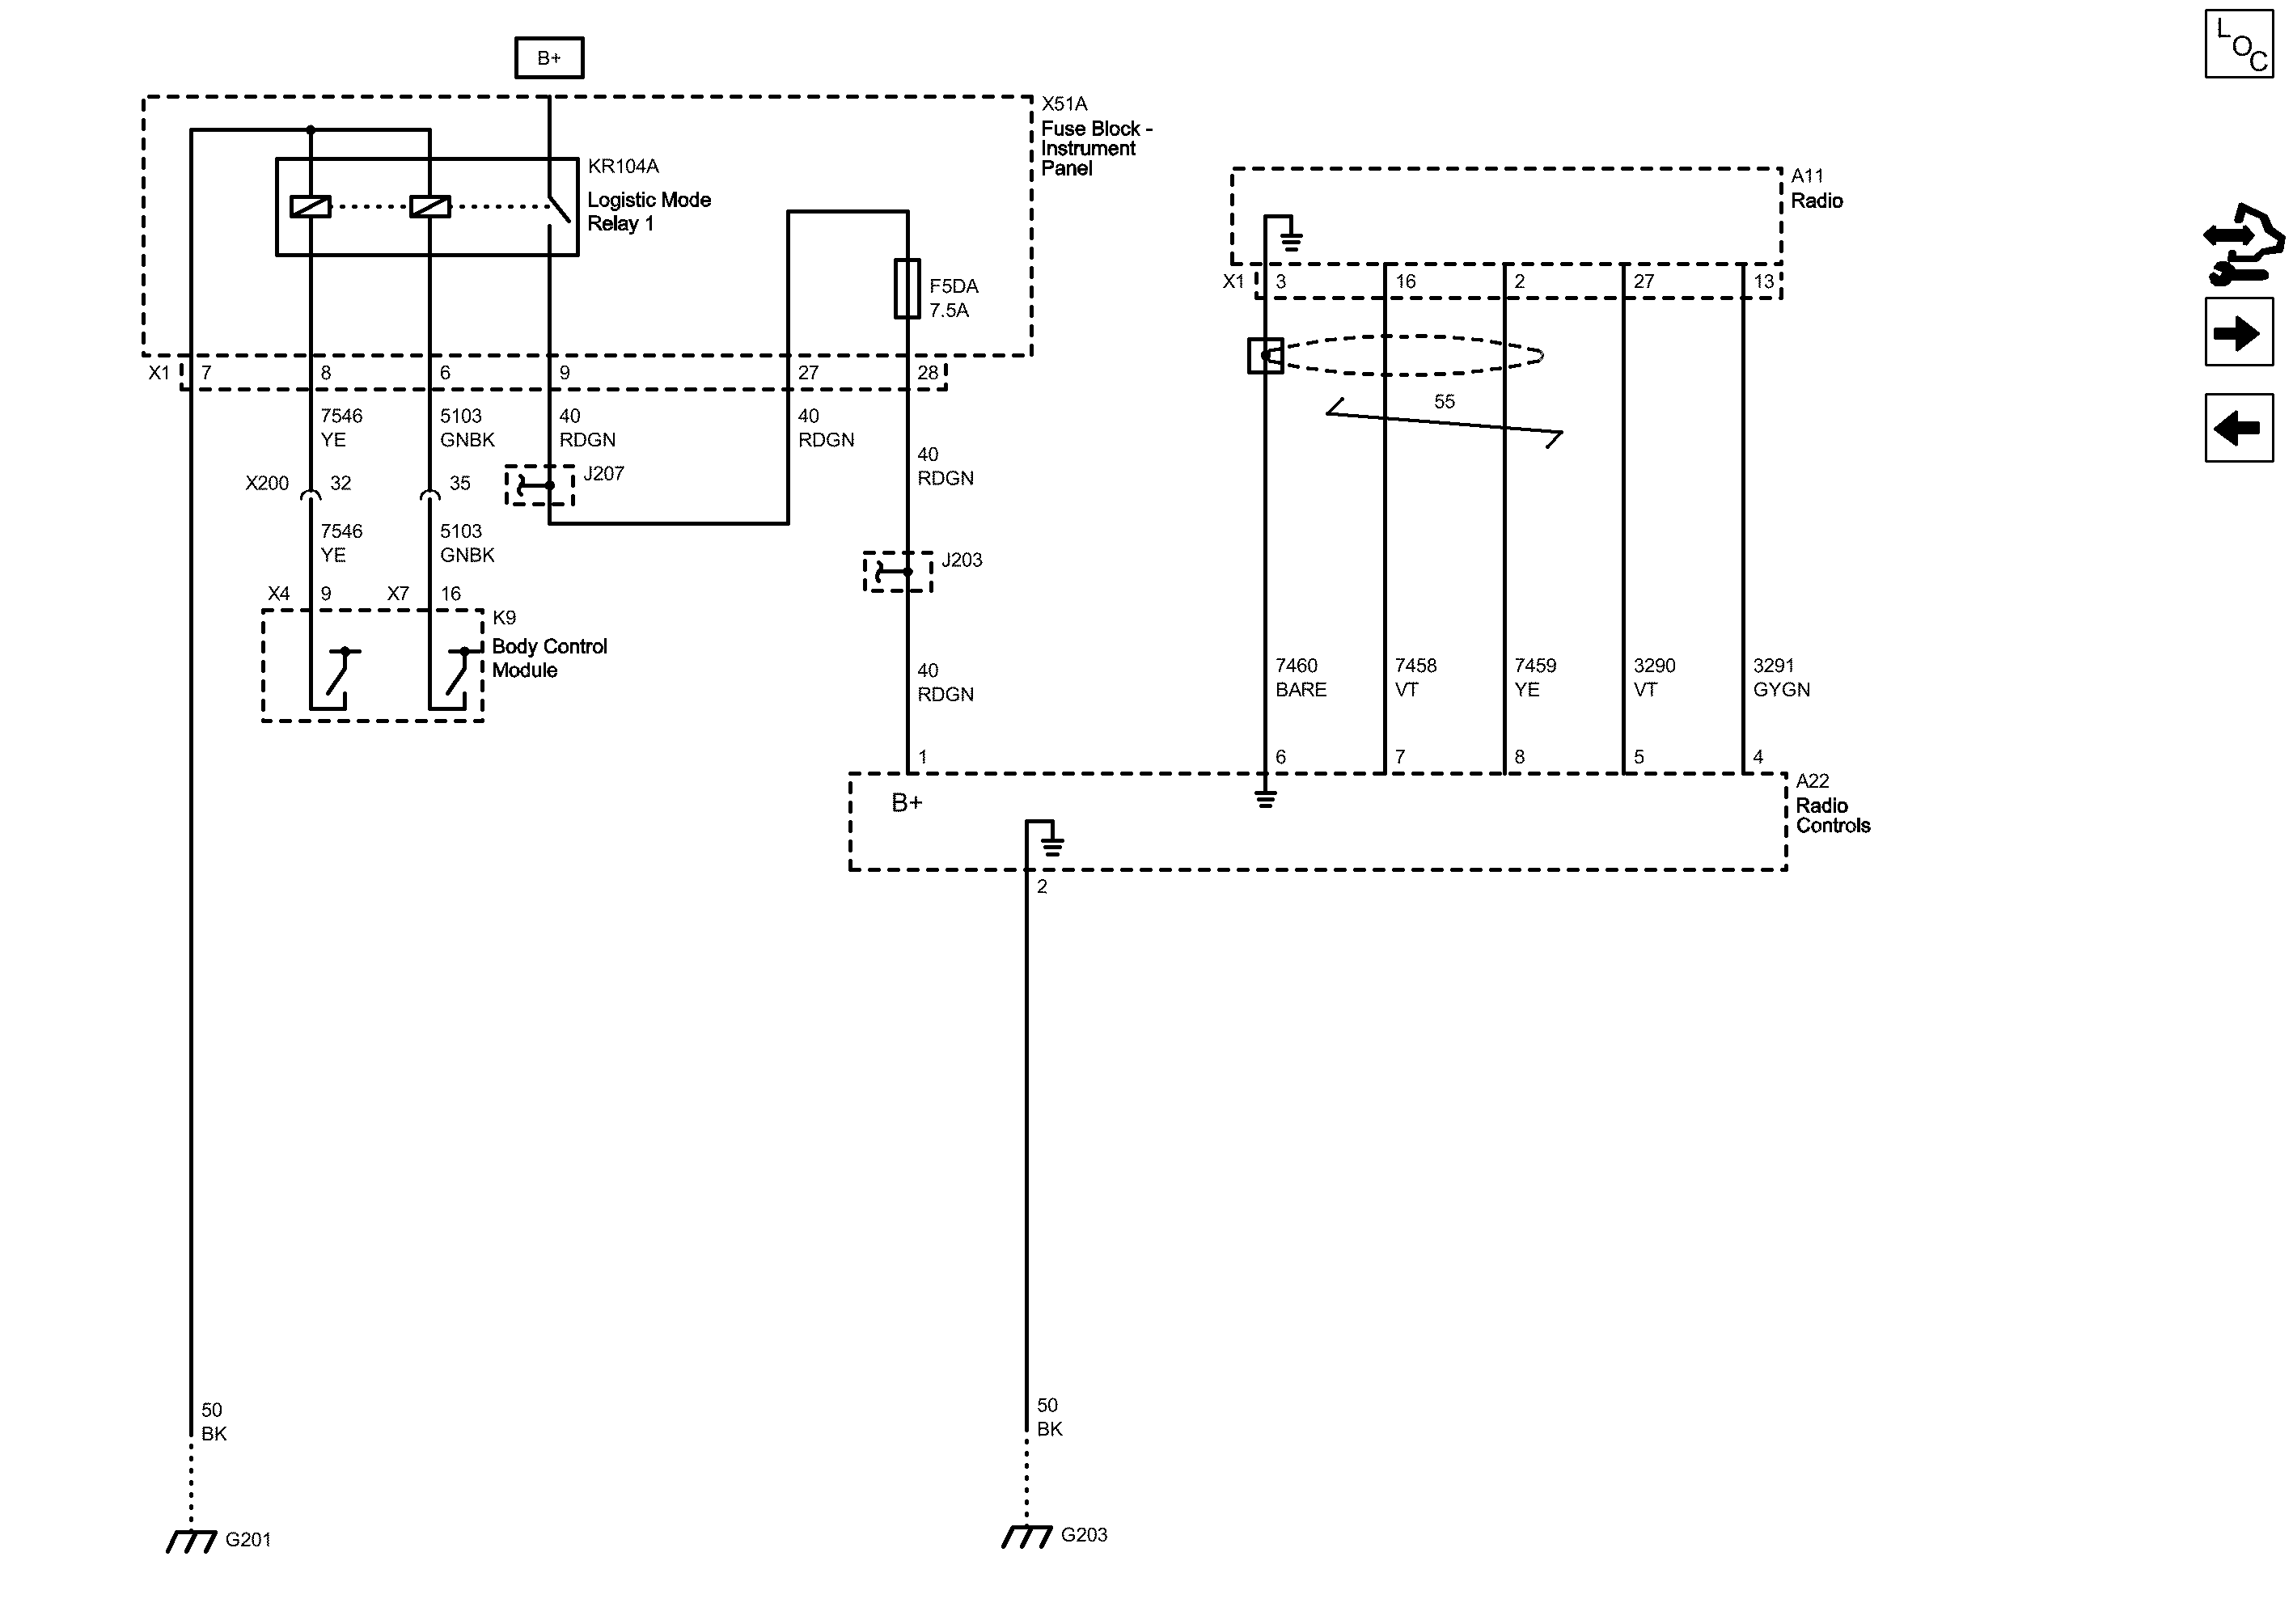 LOC
B+
X51A
Fuse Block -
Instrument
Panel
KR104A
Logistic Mode
Relay 1
A11
Radio
F5DA
7.5A
X1 3 16 2 27 13
X1 7 8 6 9 27 28
55
7546
YE
5103
GNBK
40
RDGN
40
RDGN
40
RDGN
X200 32 35
J207
7546
YE
5103
GNBK
J203
X4 9 X7 16
K9
Body Control
Module
40
RDGN
7460
BARE
7458
VT
7459
YE
3290
VT
3291
GYGN
1 6 7 8 5 4
A22
Radio
Controls
B+
2
50
BK
50
BK
G201
G203